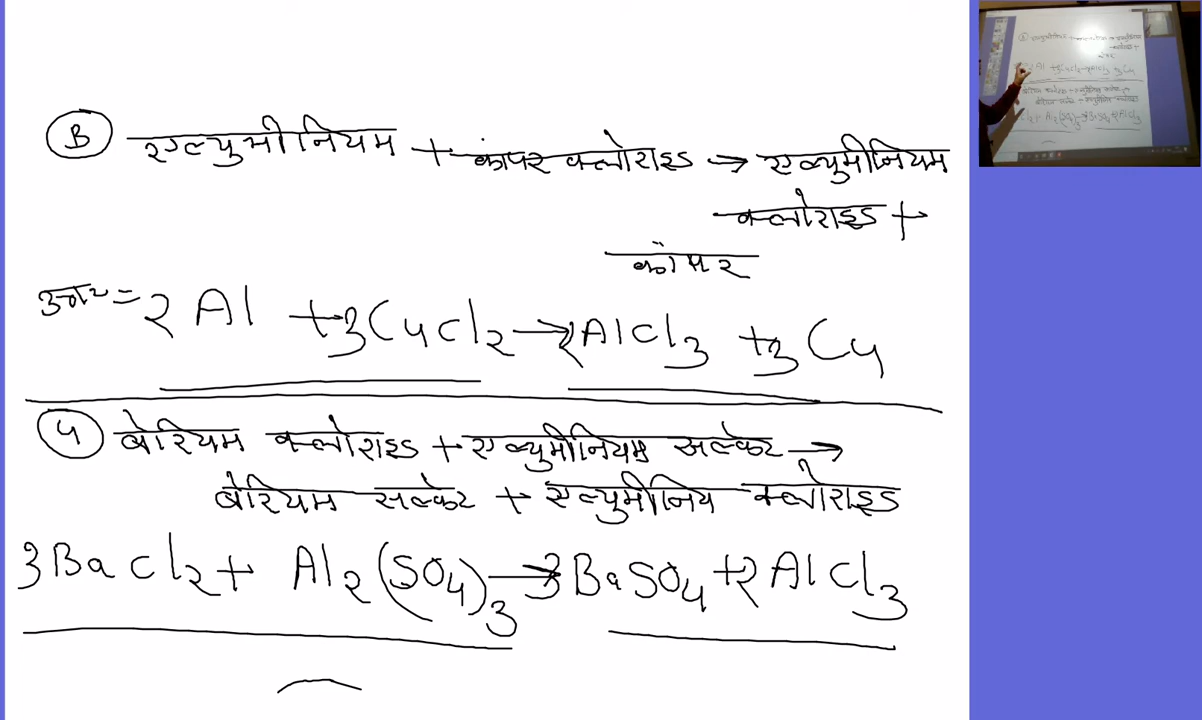 B एल्युमीनियम + कॉपर क्लोराइड → एल्युमीनियम
क्लोराइड +
कॉपर
उत्तर = 2Al + 3CuCl2 → 2AlCl3 + 3Cu
4 बेरियम क्लोराइड + एल्युमीनियम सल्फेट →
बेरियम सल्फेट + एल्युमीनिय क्लोराइड
3BaCl2 + Al2(SO4)3 → 3BaSO4 + 2AlCl3